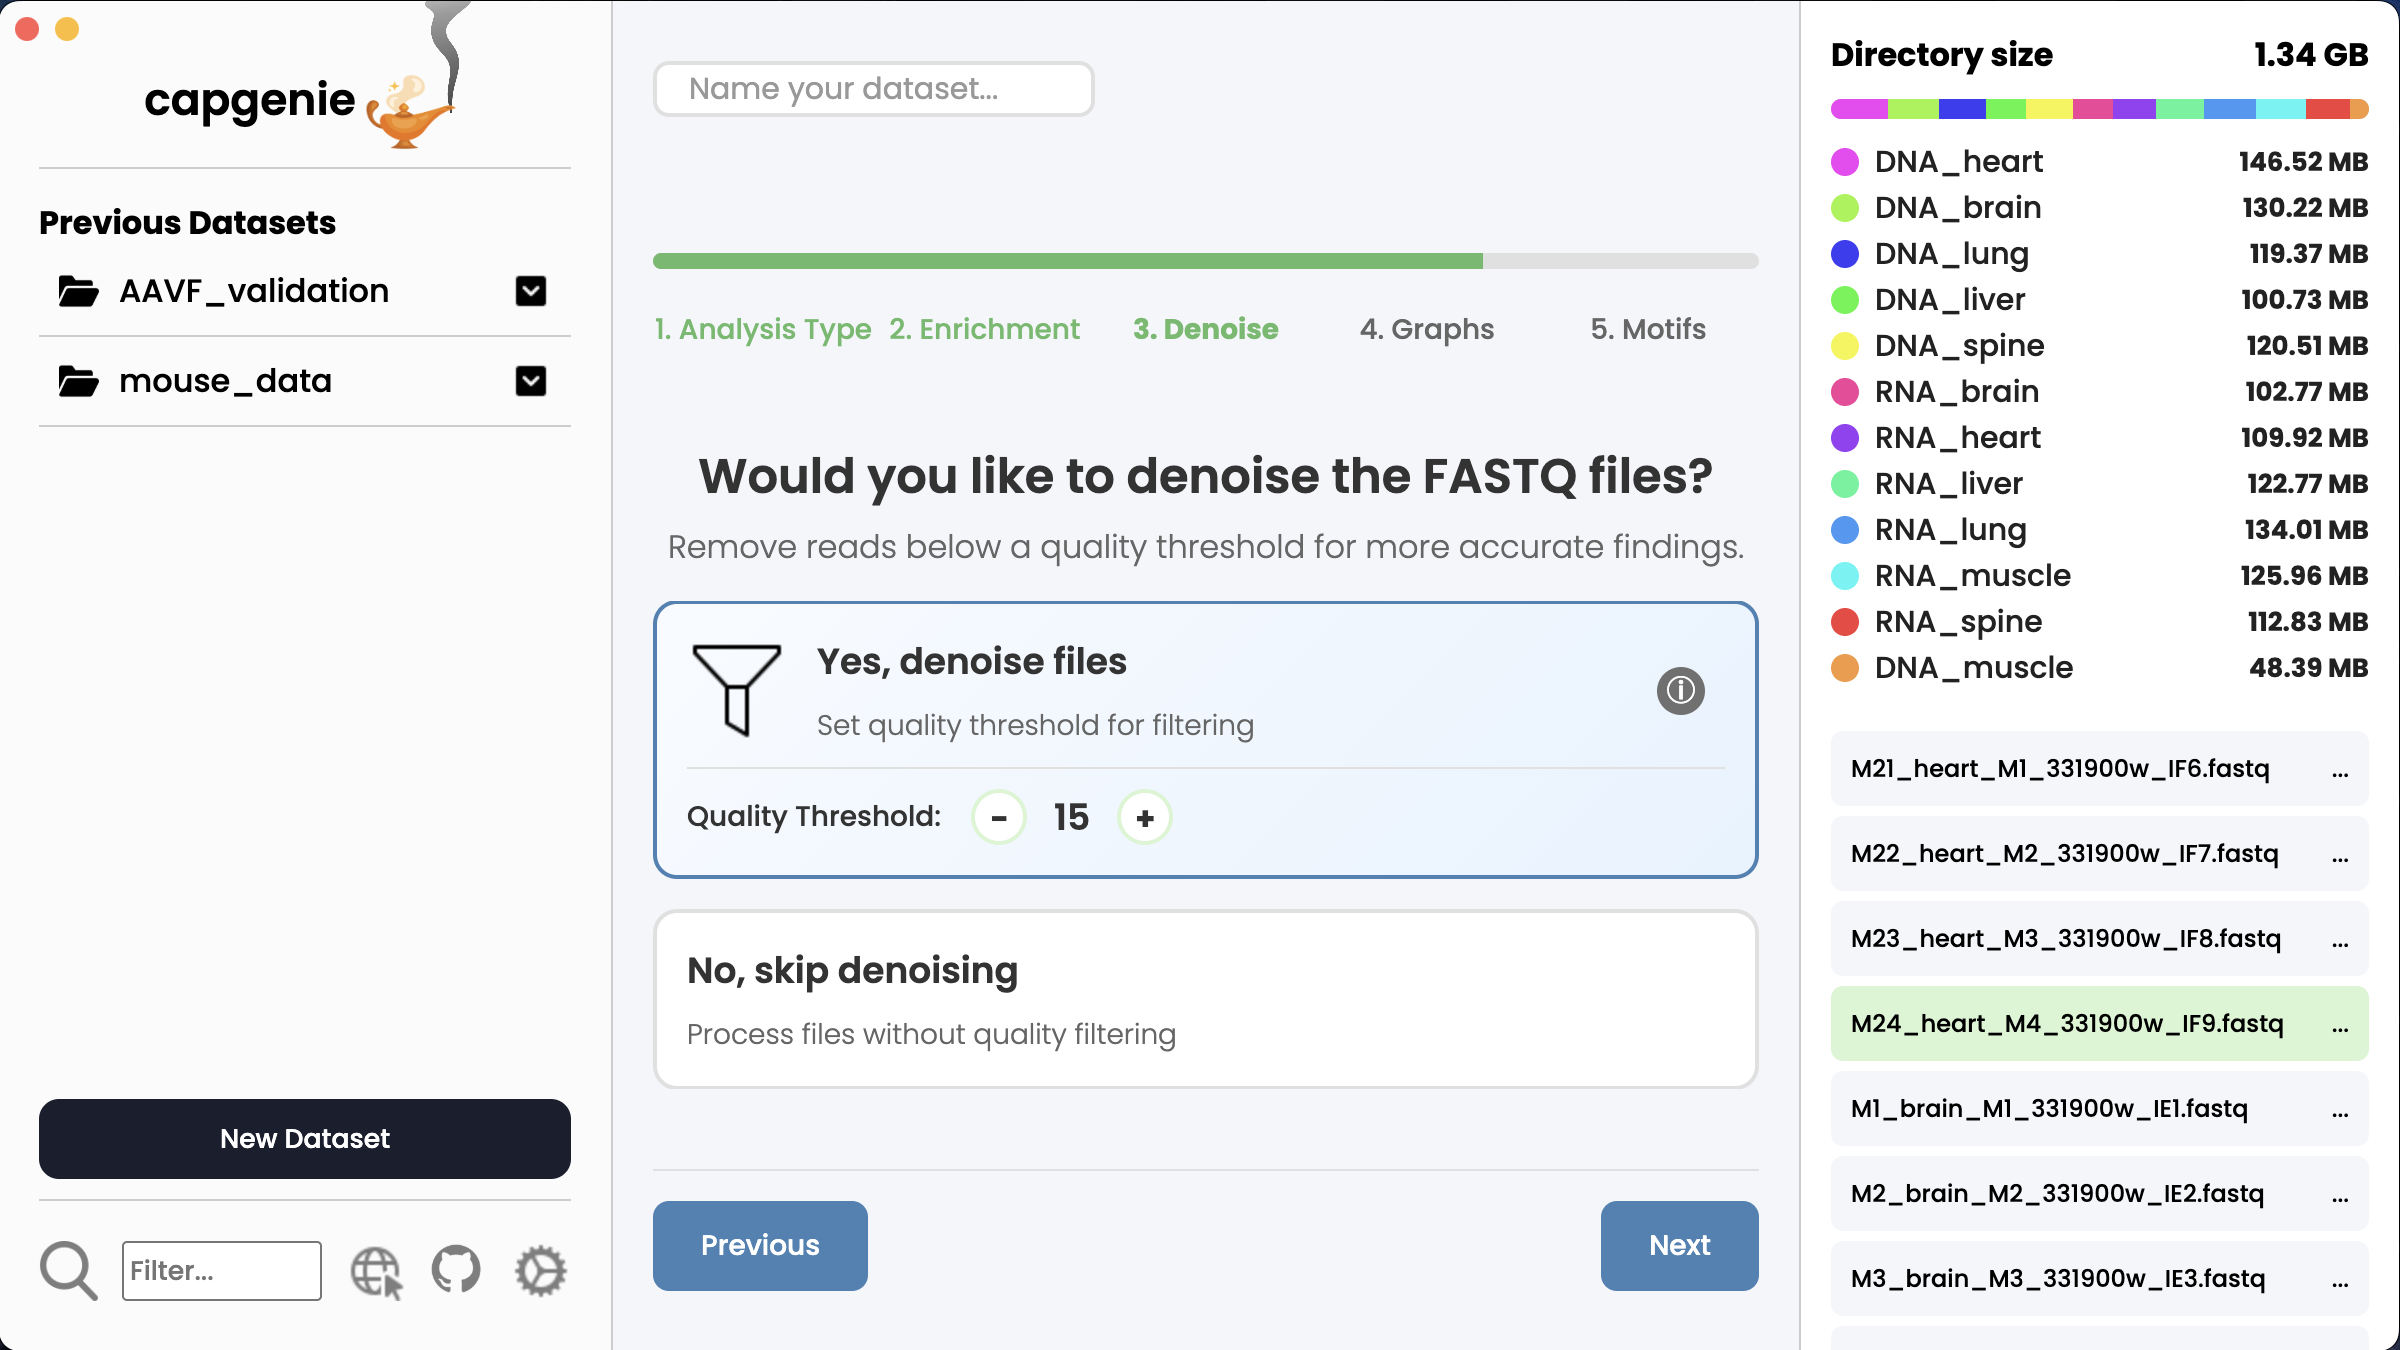 capgenie
Previous Datasets
AAVF_validation
mouse_data
New Dataset
Filter...
Name your dataset...
1. Analysis Type 2. Enrichment 3. Denoise 4. Graphs 5. Motifs
Would you like to denoise the FASTQ files?
Remove reads below a quality threshold for more accurate findings.
Yes, denoise files
Set quality threshold for filtering
Quality Threshold: - 15 +
No, skip denoising
Process files without quality filtering
Previous
Next
Directory size 1.34 GB
DNA_heart 146.52 MB
DNA_brain 130.22 MB
DNA_lung 119.37 MB
DNA_liver 100.73 MB
DNA_spine 120.51 MB
RNA_brain 102.77 MB
RNA_heart 109.92 MB
RNA_liver 122.77 MB
RNA_lung 134.01 MB
RNA_muscle 125.96 MB
RNA_spine 112.83 MB
DNA_muscle 48.39 MB
M21_heart_M1_331900w_IF6.fastq ...
M22_heart_M2_331900w_IF7.fastq ...
M23_heart_M3_331900w_IF8.fastq ...
M24_heart_M4_331900w_IF9.fastq ...
M1_brain_M1_331900w_IE1.fastq ...
M2_brain_M2_331900w_IE2.fastq ...
M3_brain_M3_331900w_IE3.fastq ...